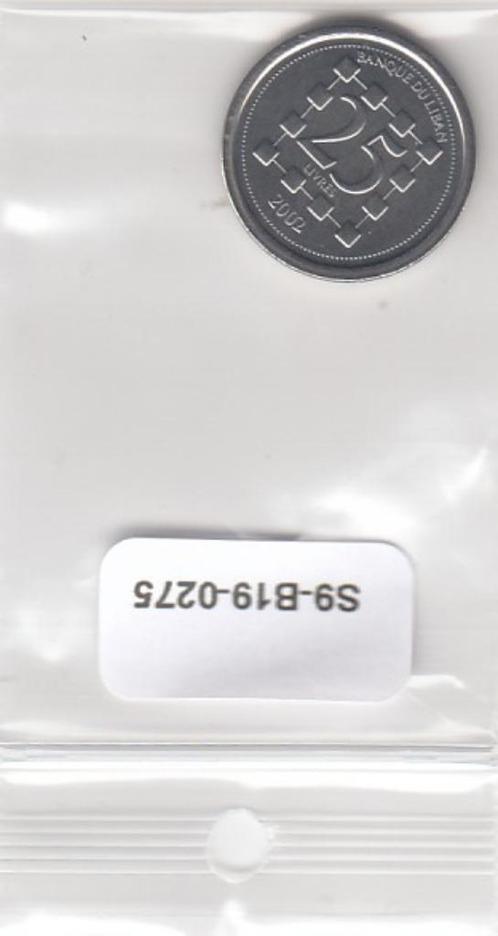 BANQUE DU LIBAN
25
LIVRES
2002
S9-B19-0275